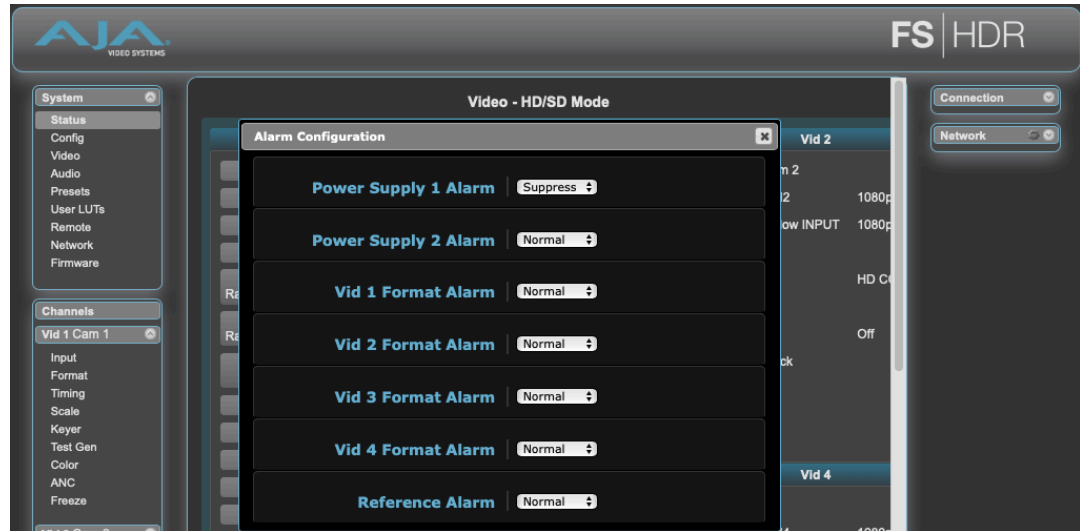 AJA
VIDEO SYSTEMS
FS HDR
System
Status
Config
Video
Audio
Presets
User LUTs
Remote
Network
Firmware
Channels
Vid 1 Cam 1
Input
Format
Timing
Scale
Keyer
Test Gen
Color
ANC
Freeze
Video - HD/SD Mode
Alarm Configuration
Power Supply 1 Alarm Suppress
Power Supply 2 Alarm Normal
Vid 1 Format Alarm Normal
Vid 2 Format Alarm Normal
Vid 3 Format Alarm Normal
Vid 4 Format Alarm Normal
Reference Alarm Normal
Vid 2
1080p
INPUT 1080p
HD
Off
Vid 4
Connection
Network